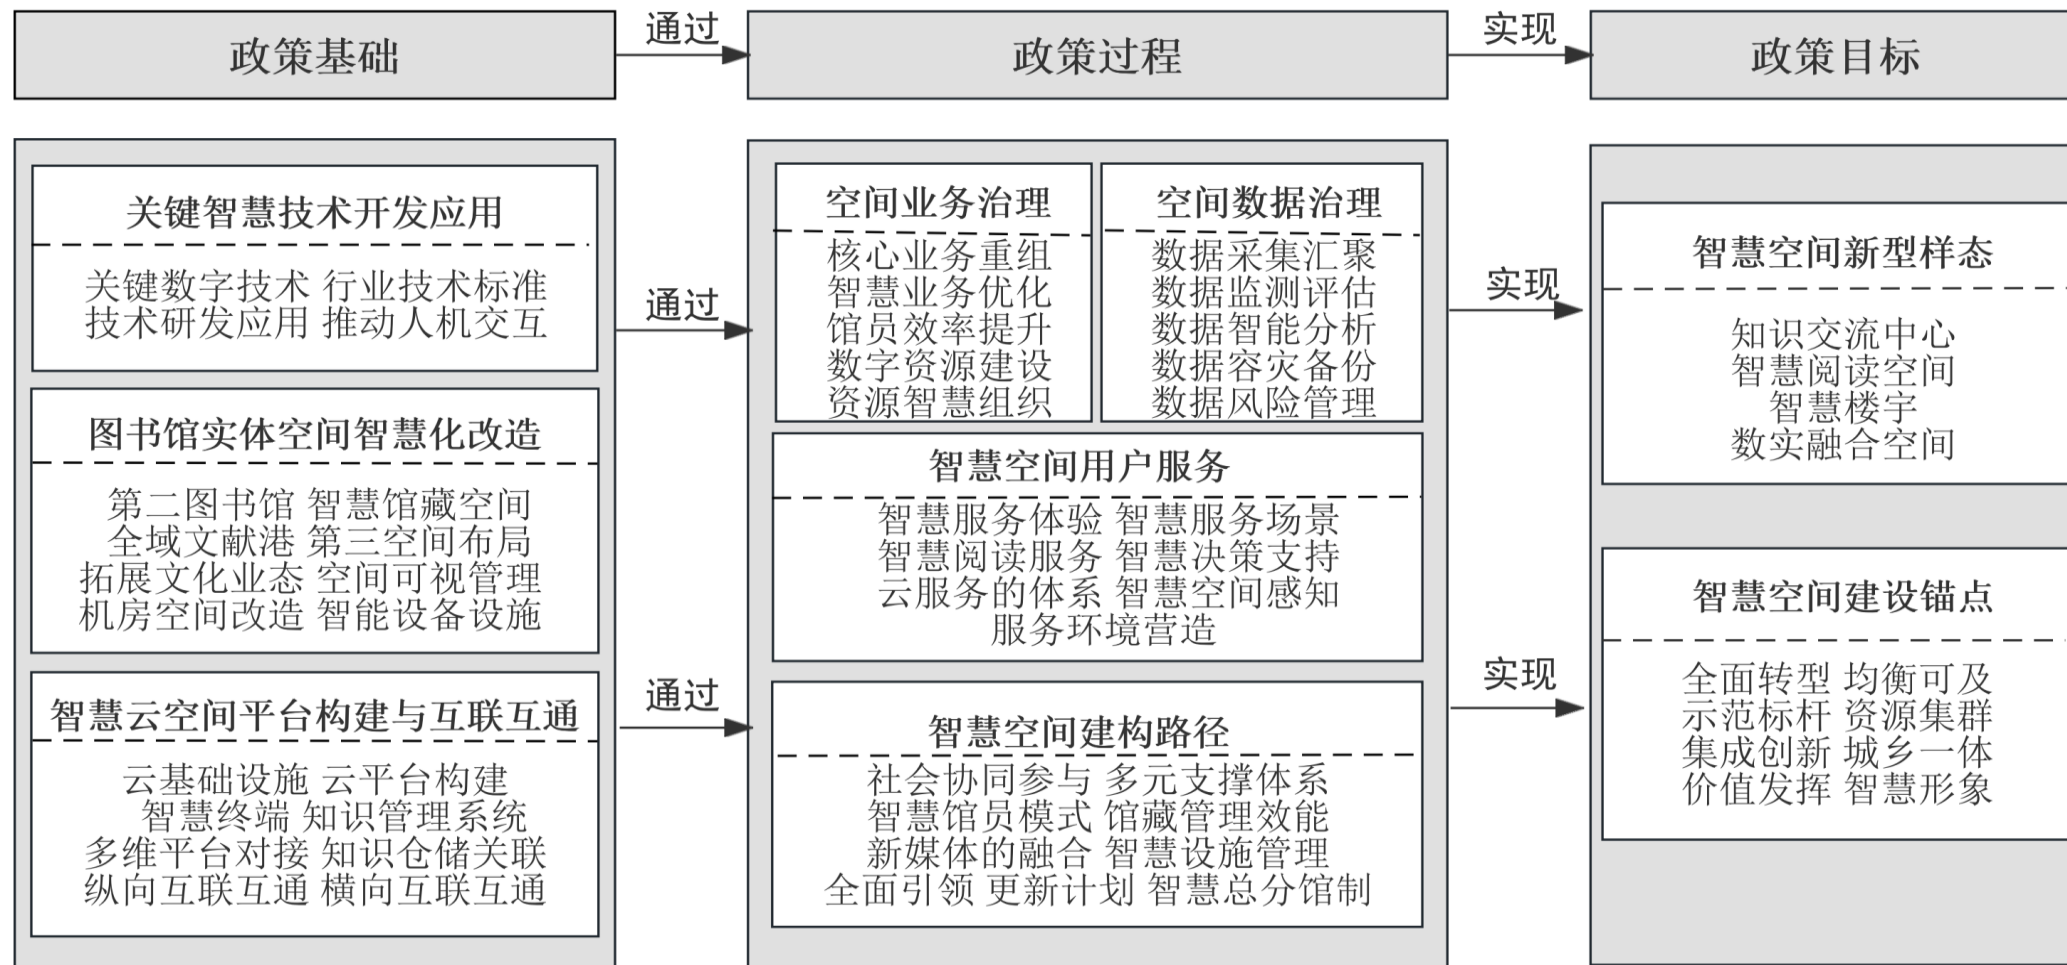 政策基础
通过
政策过程
实现
政策目标
关键智慧技术开发应用
关键数字技术 行业技术标准
技术研发应用 推动人机交互
图书馆实体空间智慧化改造
第二图书馆 智慧馆藏空间
全域文献港 第三空间布局
拓展文化业态 空间可视管理
机房空间改造 智能设备设施
智慧云空间平台构建与互联互通
云基础设施 云平台构建
智慧终端 知识管理系统
多维平台对接 知识仓储关联
纵向互联互通 横向互联互通
通过
通过
空间业务治理
核心业务重组
智慧业务优化
馆员效率提升
数字资源建设
资源智慧组织
空间数据治理
数据采集汇聚
数据监测评估
数据智能分析
数据容灾备份
数据风险管理
智慧空间用户服务
智慧服务体验 智慧服务场景
智慧阅读服务 智慧决策支持
云服务的体系 智慧空间感知
服务环境营造
智慧空间建构路径
社会协同参与 多元支撑体系
智慧馆员模式 馆藏管理效能
新媒体的融合 智慧设施管理
全面引领 更新计划 智慧总分馆制
实现
实现
智慧空间新型样态
知识交流中心
智慧阅读空间
智慧楼宇
数实融合空间
智慧空间建设锚点
全面转型 均衡可及
示范标杆 资源集群
集成创新 城乡一体
价值发挥 智慧形象